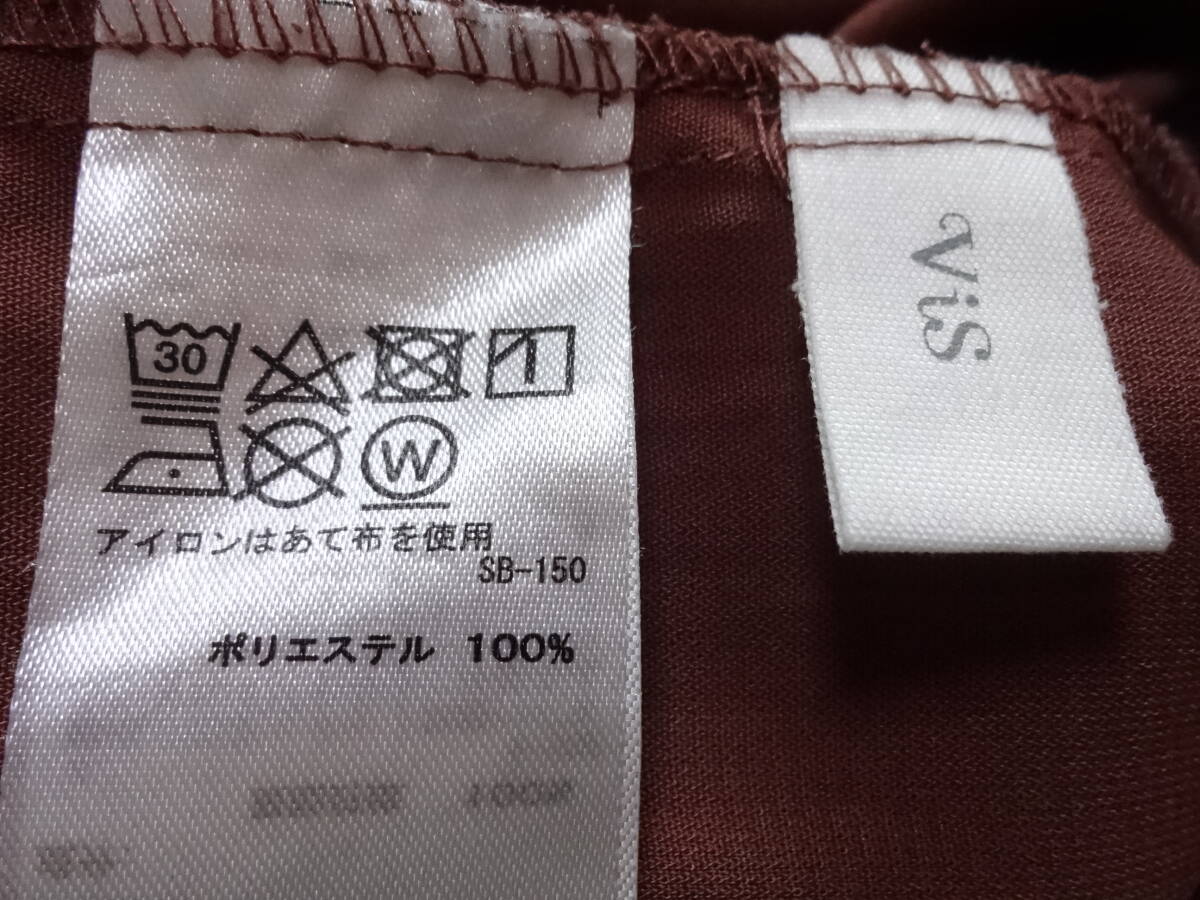 30
W
アイロンはあて布を使用
SB-150
ポリエステル 100%
ViS